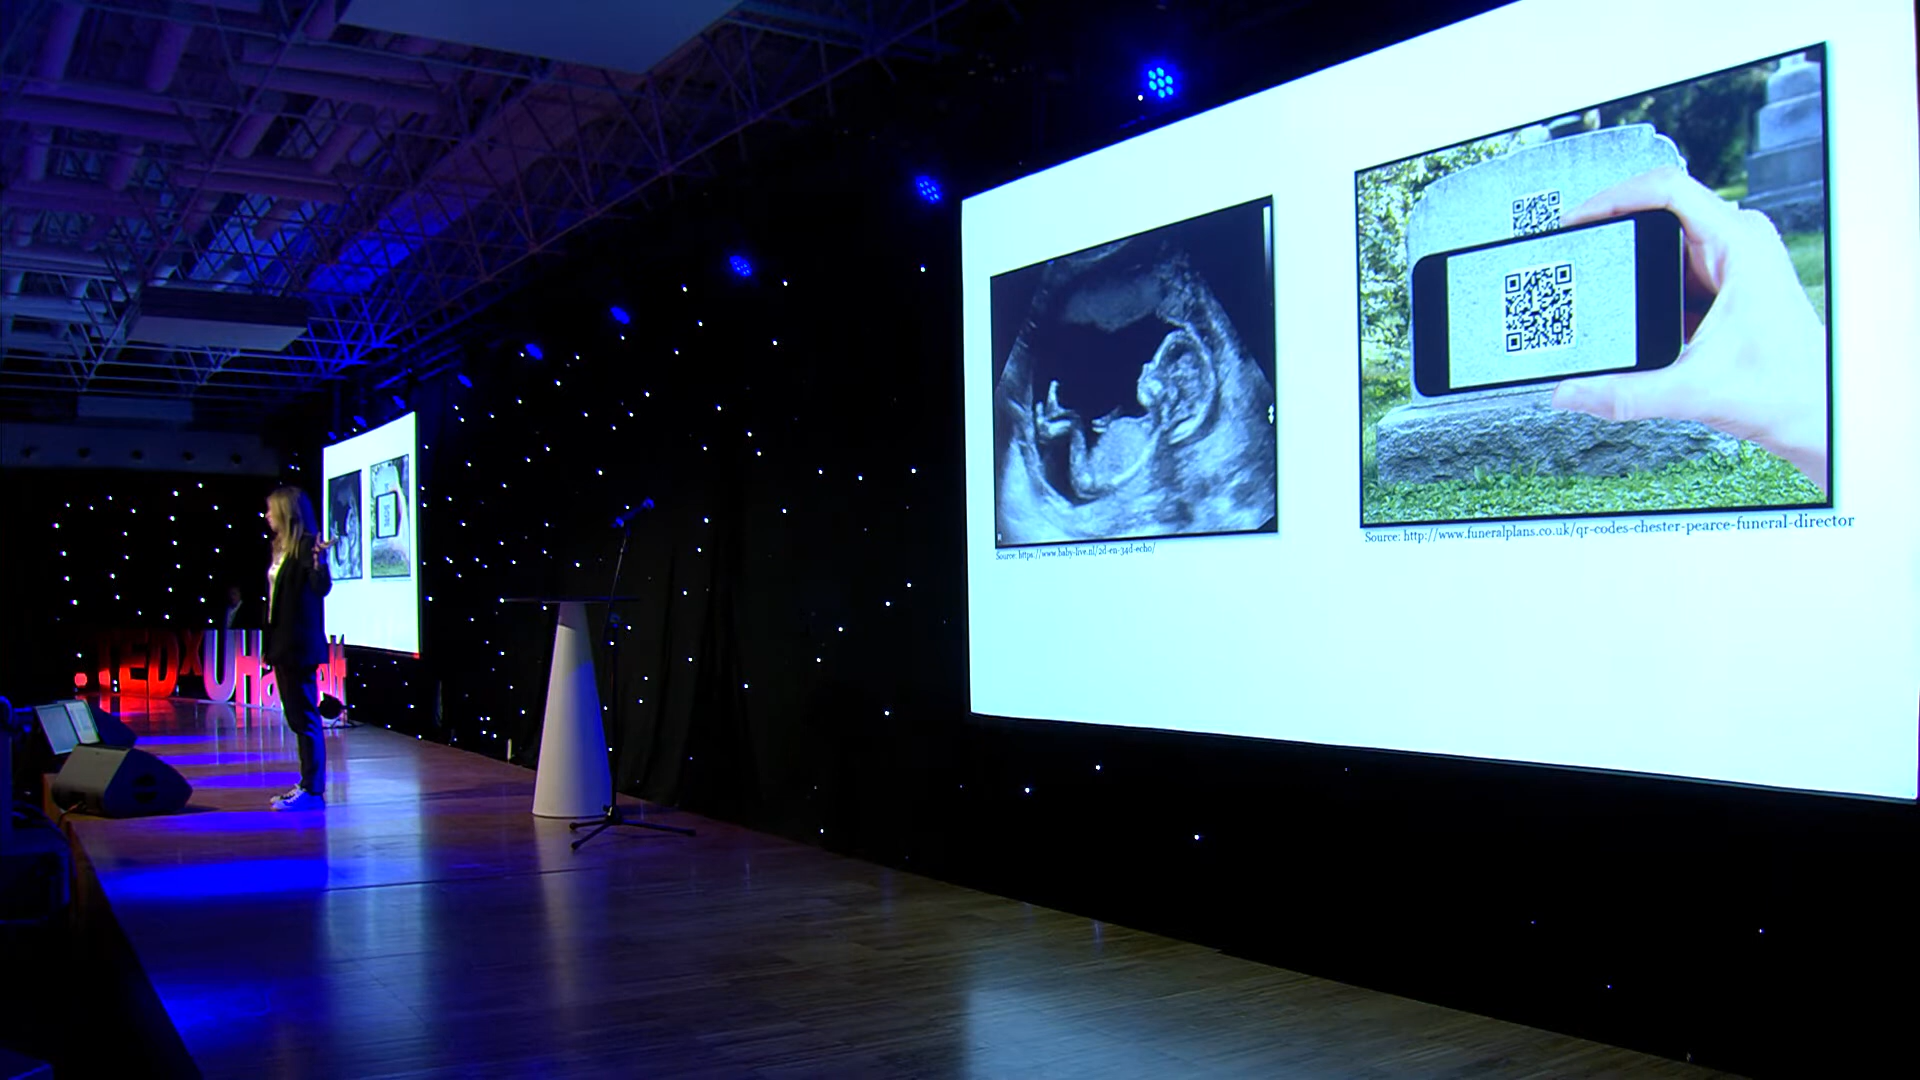 Source: https://www.baby-live.nl/2d-en-34d-echo/
Source: http://www.funeralplans.co.uk/qr-codes-chester-pearce-funeral-director
TEDxUHasselt